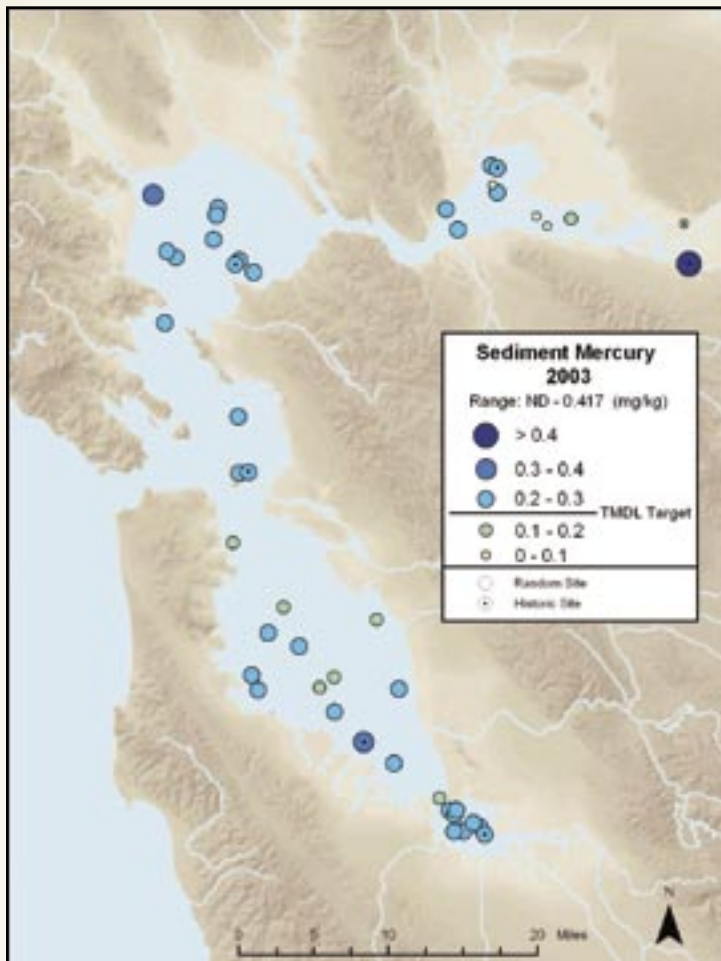 Sediment Mercury
2003
Range: ND - 0.417 (mg/kg)
> 0.4
0.3 - 0.4
0.2 - 0.3
TMDL Target
0.1 - 0.2
0 - 0.1
Random Site
Historic Site
N
0 5 10 20 Miles